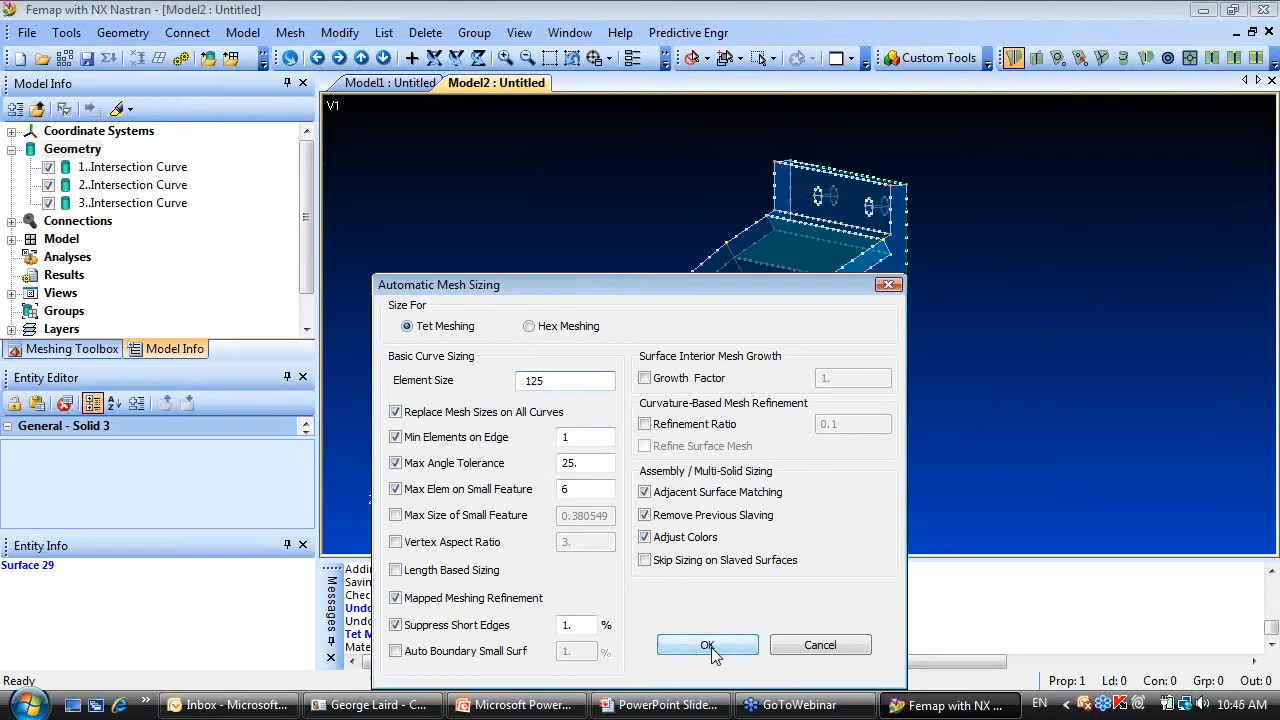 Femap with NX Nastran - [Model2 : Untitled]
File Tools Geometry Connect Model Mesh Modify List Delete Group View Window Help Predictive Engr
Custom Tools
Model Info
Model1 : Untitled Model2 : Untitled
V1
Coordinate Systems
Geometry
1..Intersection Curve
2..Intersection Curve
3..Intersection Curve
Connections
Model
Analyses
Results
Views
Groups
Layers
Meshing Toolbox Model Info
Entity Editor
General - Solid 3
Entity Info
Surface 29
Automatic Mesh Sizing
Size For
Tet Meshing Hex Meshing
Basic Curve Sizing
Element Size .125
Replace Mesh Sizes on All Curves
Min Elements on Edge 1
Max Angle Tolerance 25.
Max Elem on Small Feature 6
Max Size of Small Feature 0.380549
Vertex Aspect Ratio 3.
Length Based Sizing
Mapped Meshing Refinement
Suppress Short Edges 1. %
Auto Boundary Small Surf 1. %
Surface Interior Mesh Growth
Growth Factor 1.
Curvature-Based Mesh Refinement
Refinement Ratio 0.1
Refine Surface Mesh
Assembly / Multi-Solid Sizing
Adjacent Surface Matching
Remove Previous Slaving
Adjust Colors
Skip Sizing on Slaved Surfaces
OK Cancel
Messages
Addi
Savin
Chec
Undo
Undo
Tet M
Mate
Ready
Prop: 1 Ld: 0 Con: 0 Grp: 0 Out: 0
Inbox - Microsoft... George Laird - C... Microsoft Powe... PowerPoint Slide... GoToWebinar Femap with NX ... EN 10:45 AM